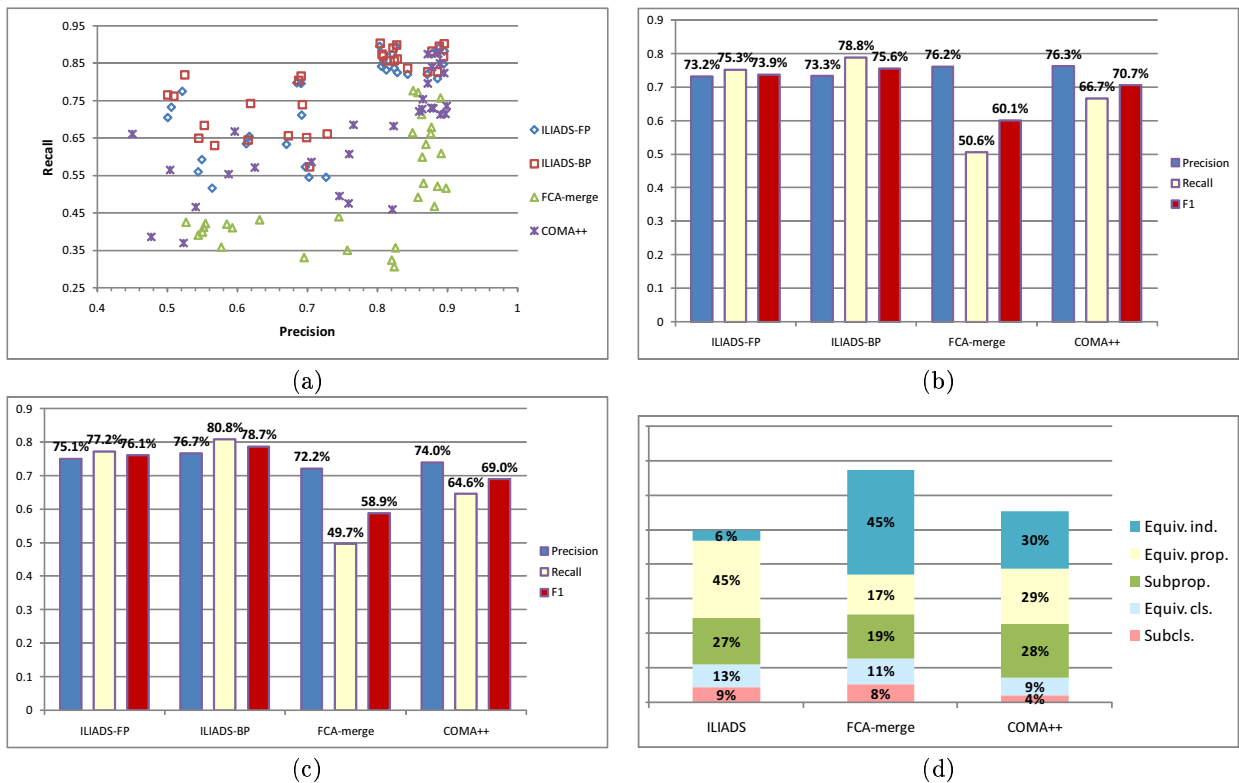 0.95
0.85
0.75
0.65
0.55
0.45
0.35
0.25
Recall
0.4 0.5 0.6 0.7 0.8 0.9 1
Precision
ILIADS-FP
ILIADS-BP
FCA-merge
COMA++
(a)
0.9
0.8
0.7
0.6
0.5
0.4
0.3
0.2
0.1
0
73.2% 75.3% 73.9%
73.3% 78.8% 75.6%
76.2% 50.6% 60.1%
76.3% 66.7% 70.7%
ILIADS-FP ILIADS-BP FCA-merge COMA++
Precision
Recall
F1
(b)
0.9
0.8
0.7
0.6
0.5
0.4
0.3
0.2
0.1
0
75.1% 77.2% 76.1%
76.7% 80.8% 78.7%
72.2% 49.7% 58.9%
74.0% 64.6% 69.0%
ILIADS-FP ILIADS-BP FCA-merge COMA++
Precision
Recall
F1
(c)
6 %
45%
27%
13%
9%
45%
17%
19%
11%
8%
30%
29%
28%
9%
4%
ILIADS FCA-merge COMA++
Equiv. ind.
Equiv. prop.
Subprop.
Equiv. cls.
Subcls.
(d)